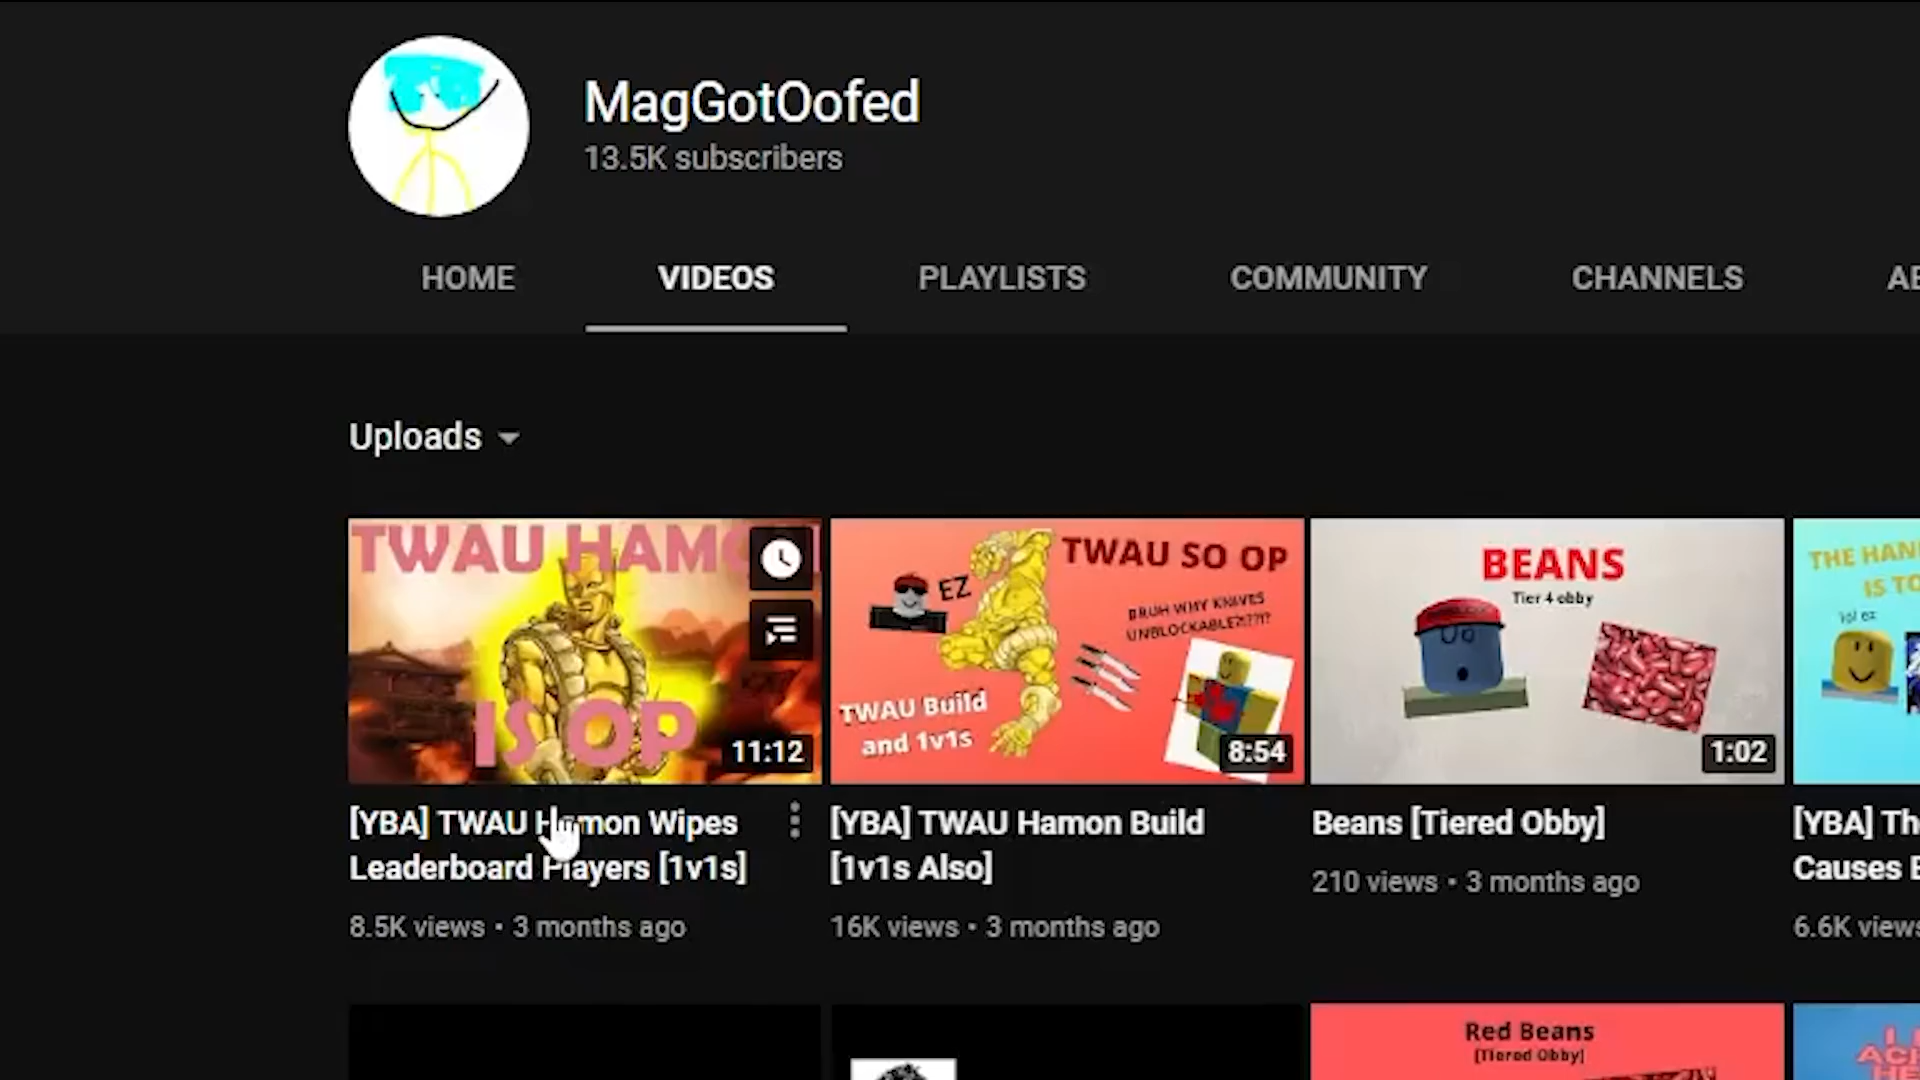 MagGotOofed
13.5K subscribers
HOME VIDEOS PLAYLISTS COMMUNITY CHANNELS
Uploads
TWAU HAMO
IS OP
11:12
TWAU SO OP
EZ
BRUH WHY KNIVES
UNBLOCKABLE?!??!?
TWAU Build
and 1v1s
8:54
BEANS
Tier 4 obby
1:02
THE HAN
IS TO
lol ez
[YBA] TWAU Hamon Wipes
Leaderboard Players [1v1s]
8.5K views • 3 months ago
[YBA] TWAU Hamon Build
[1v1s Also]
16K views • 3 months ago
Beans [Tiered Obby]
210 views • 3 months ago
[YBA] Th
Causes
6.6K views
Red Beans
[Tiered Obby]